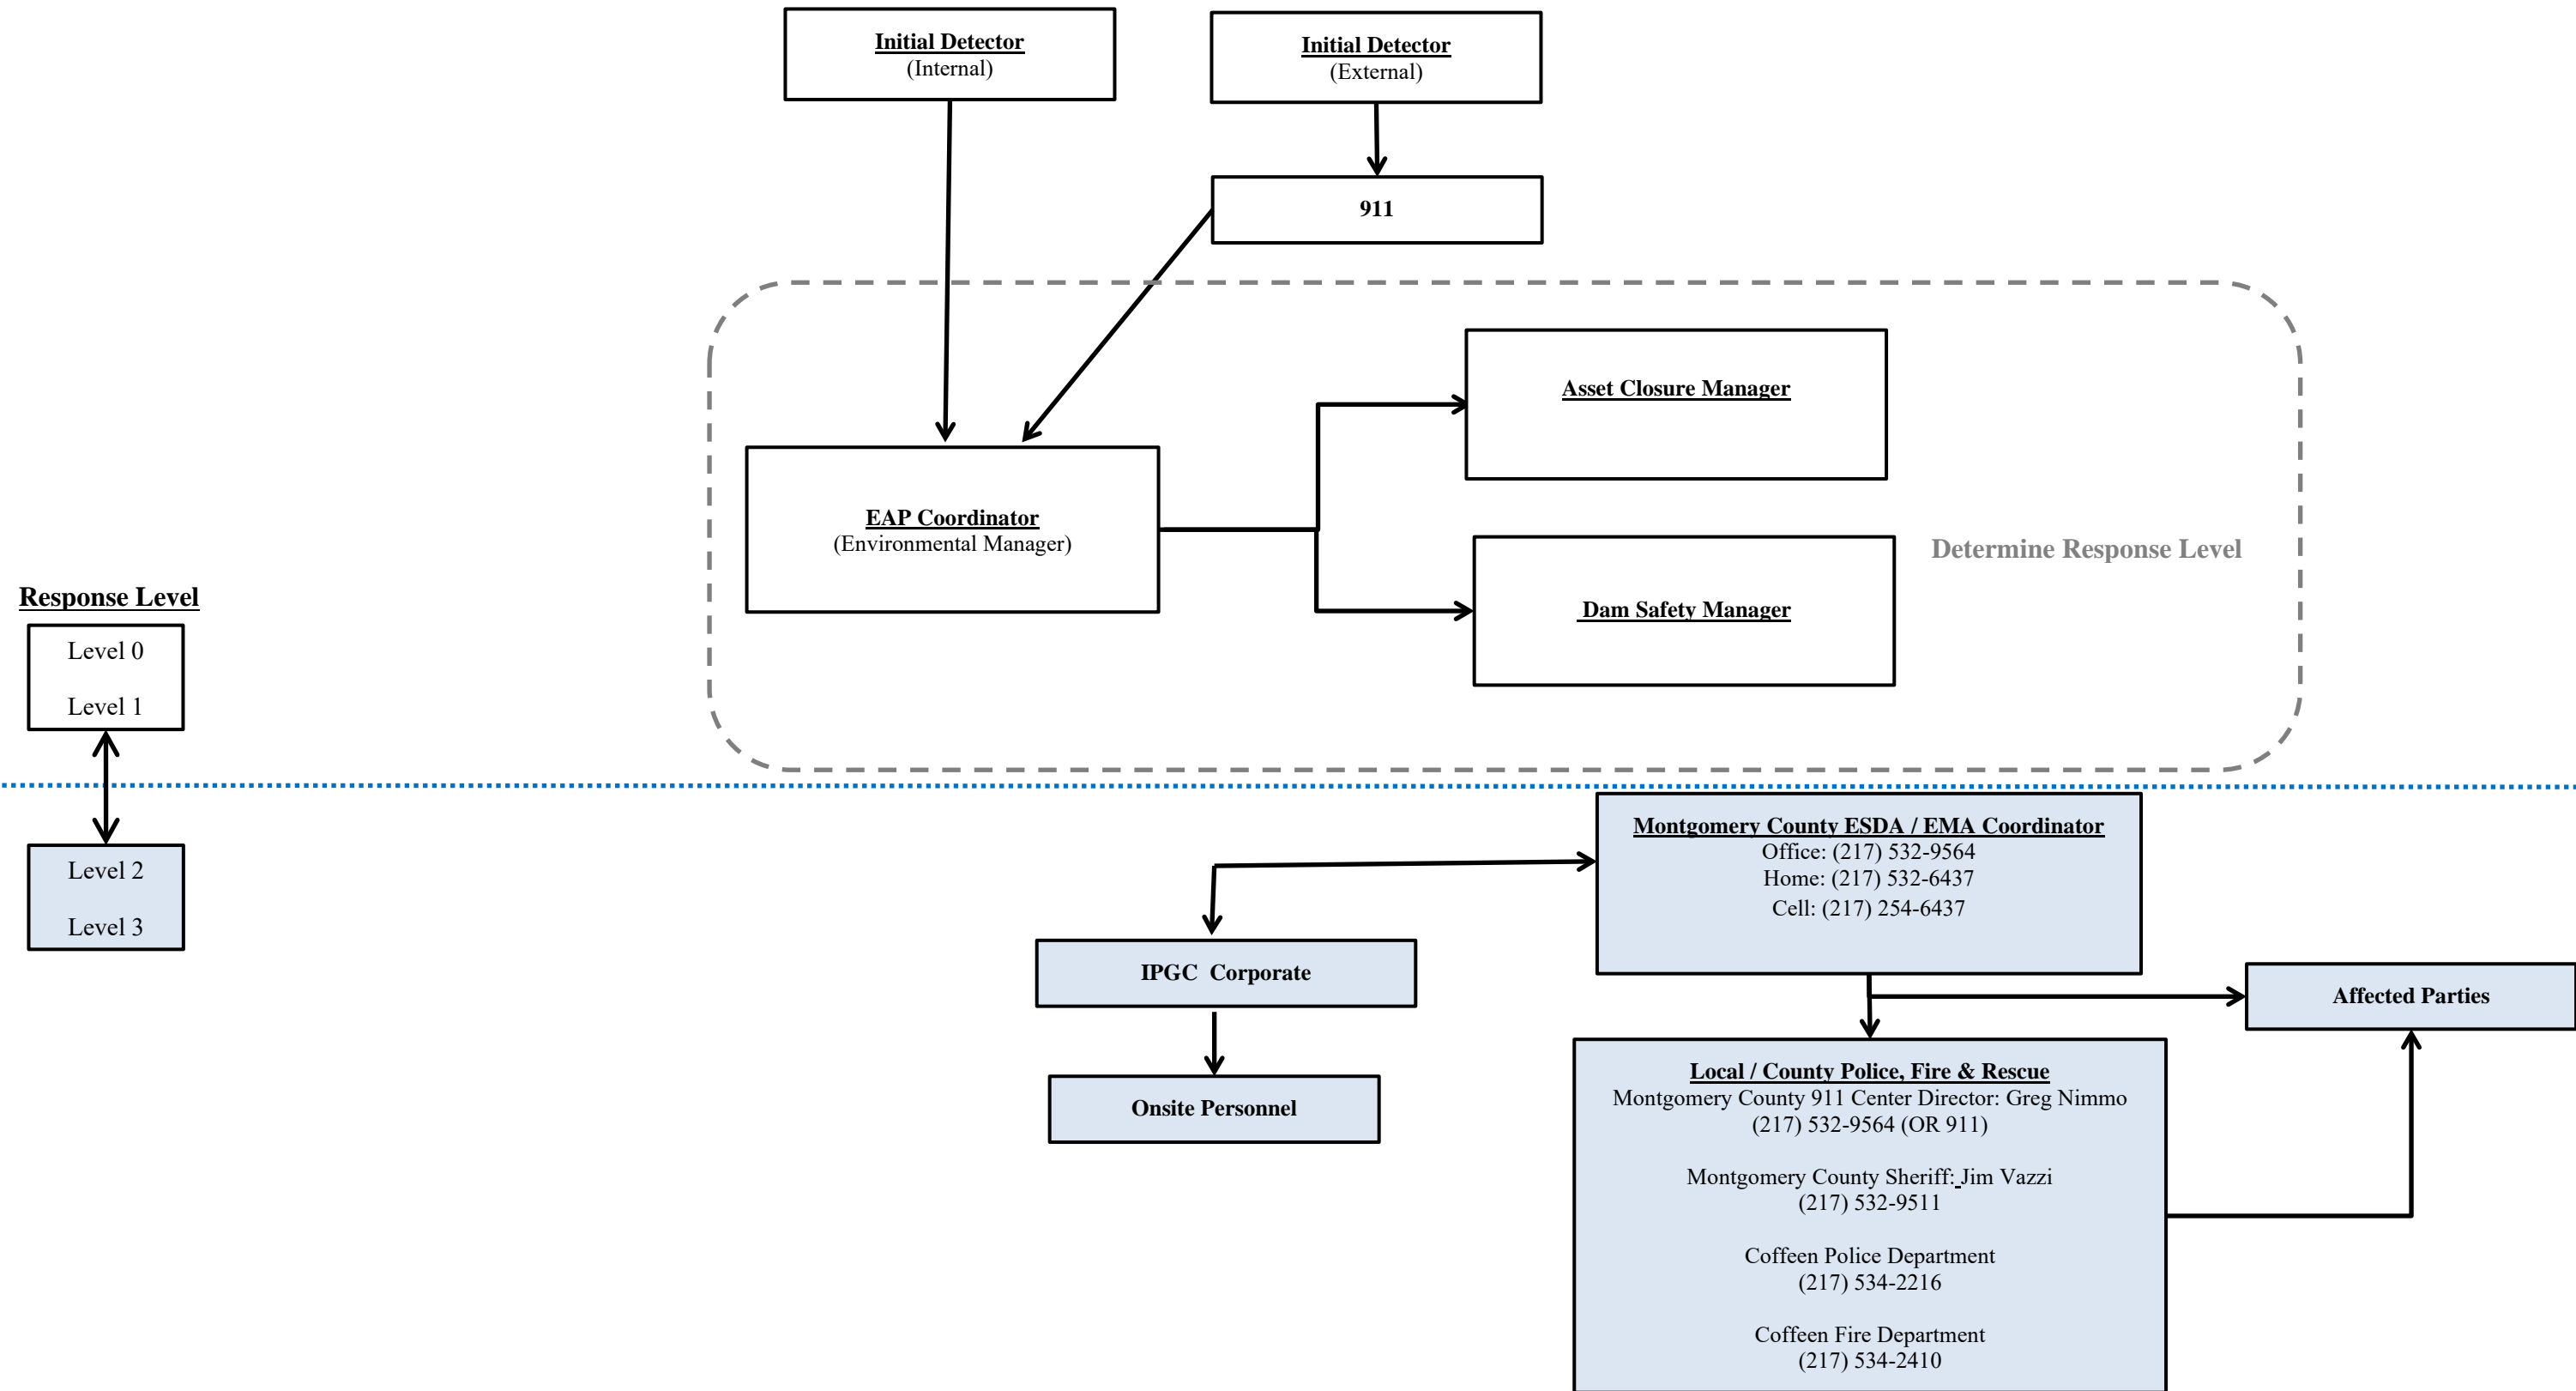 Initial Detector
(Internal)
Initial Detector
(External)
911
Asset Closure Manager
EAP Coordinator
(Environmental Manager)
Determine Response Level
Dam Safety Manager
Response Level
Level 0
Level 1
Level 2
Level 3
Montgomery County ESDA / EMA Coordinator
Office: (217) 532-9564
Home: (217) 532-6437
Cell: (217) 254-6437
IPGC  Corporate
Affected Parties
Onsite Personnel
Local / County Police, Fire & Rescue
Montgomery County 911 Center Director: Greg Nimmo
(217) 532-9564 (OR 911)
Montgomery County Sheriff: Jim Vazzi
(217) 532-9511
Coffeen Police Department
(217) 534-2216
Coffeen Fire Department
(217) 534-2410